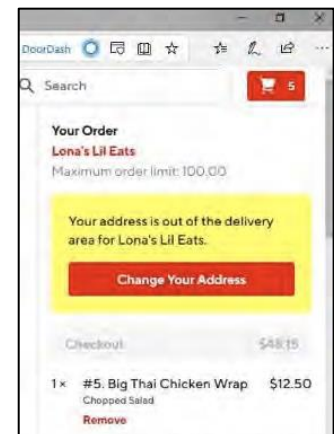 DoorDash
Search
5
Your Order
Lona's Lil Eats
Maximum order limit: 100.00
Your address is out of the delivery
area for Lona's Lil Eats.
Change Your Address
Checkout $48.15
1× #5. Big Thai Chicken Wrap $12.50
Chopped Salad
Remove